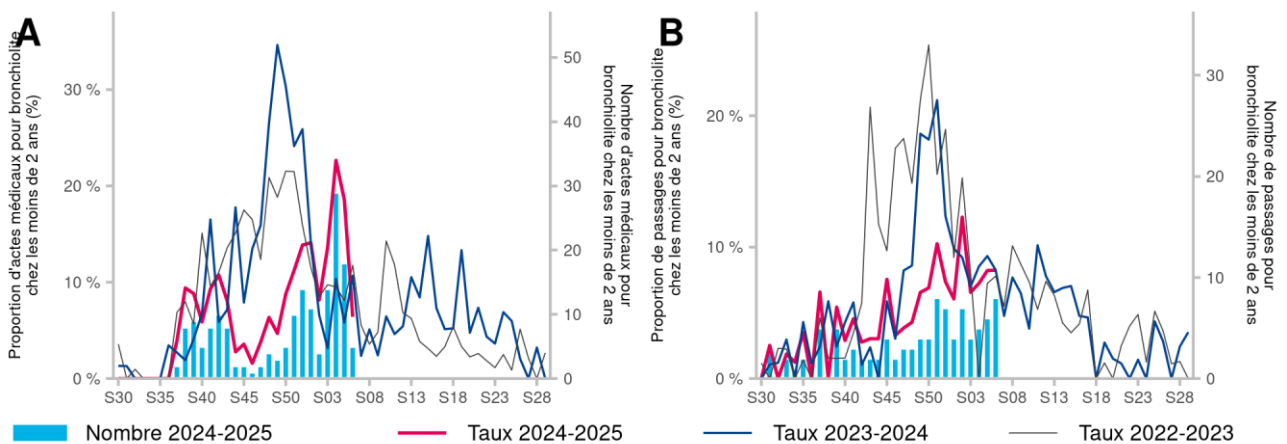 A
Proportion d'actes médicaux pour bronchiolite
chez les moins de 2 ans (%)
30 %
20 %
10 %
0 %
50
40
30
20
10
0
Nombre d'actes médicaux pour
bronchiolite chez les moins de 2 ans
S30 S35 S40 S45 S50 S03 S08 S13 S18 S23 S28
B
Proportion de passages pour bronchiolite
chez les moins de 2 ans (%)
20 %
10 %
0 %
30
20
10
0
Nombre de passages pour
bronchiolite chez les moins de 2 ans
S30 S35 S40 S45 S50 S03 S08 S13 S18 S23 S28
Nombre 2024-2025 Taux 2024-2025 Taux 2023-2024 Taux 2022-2023